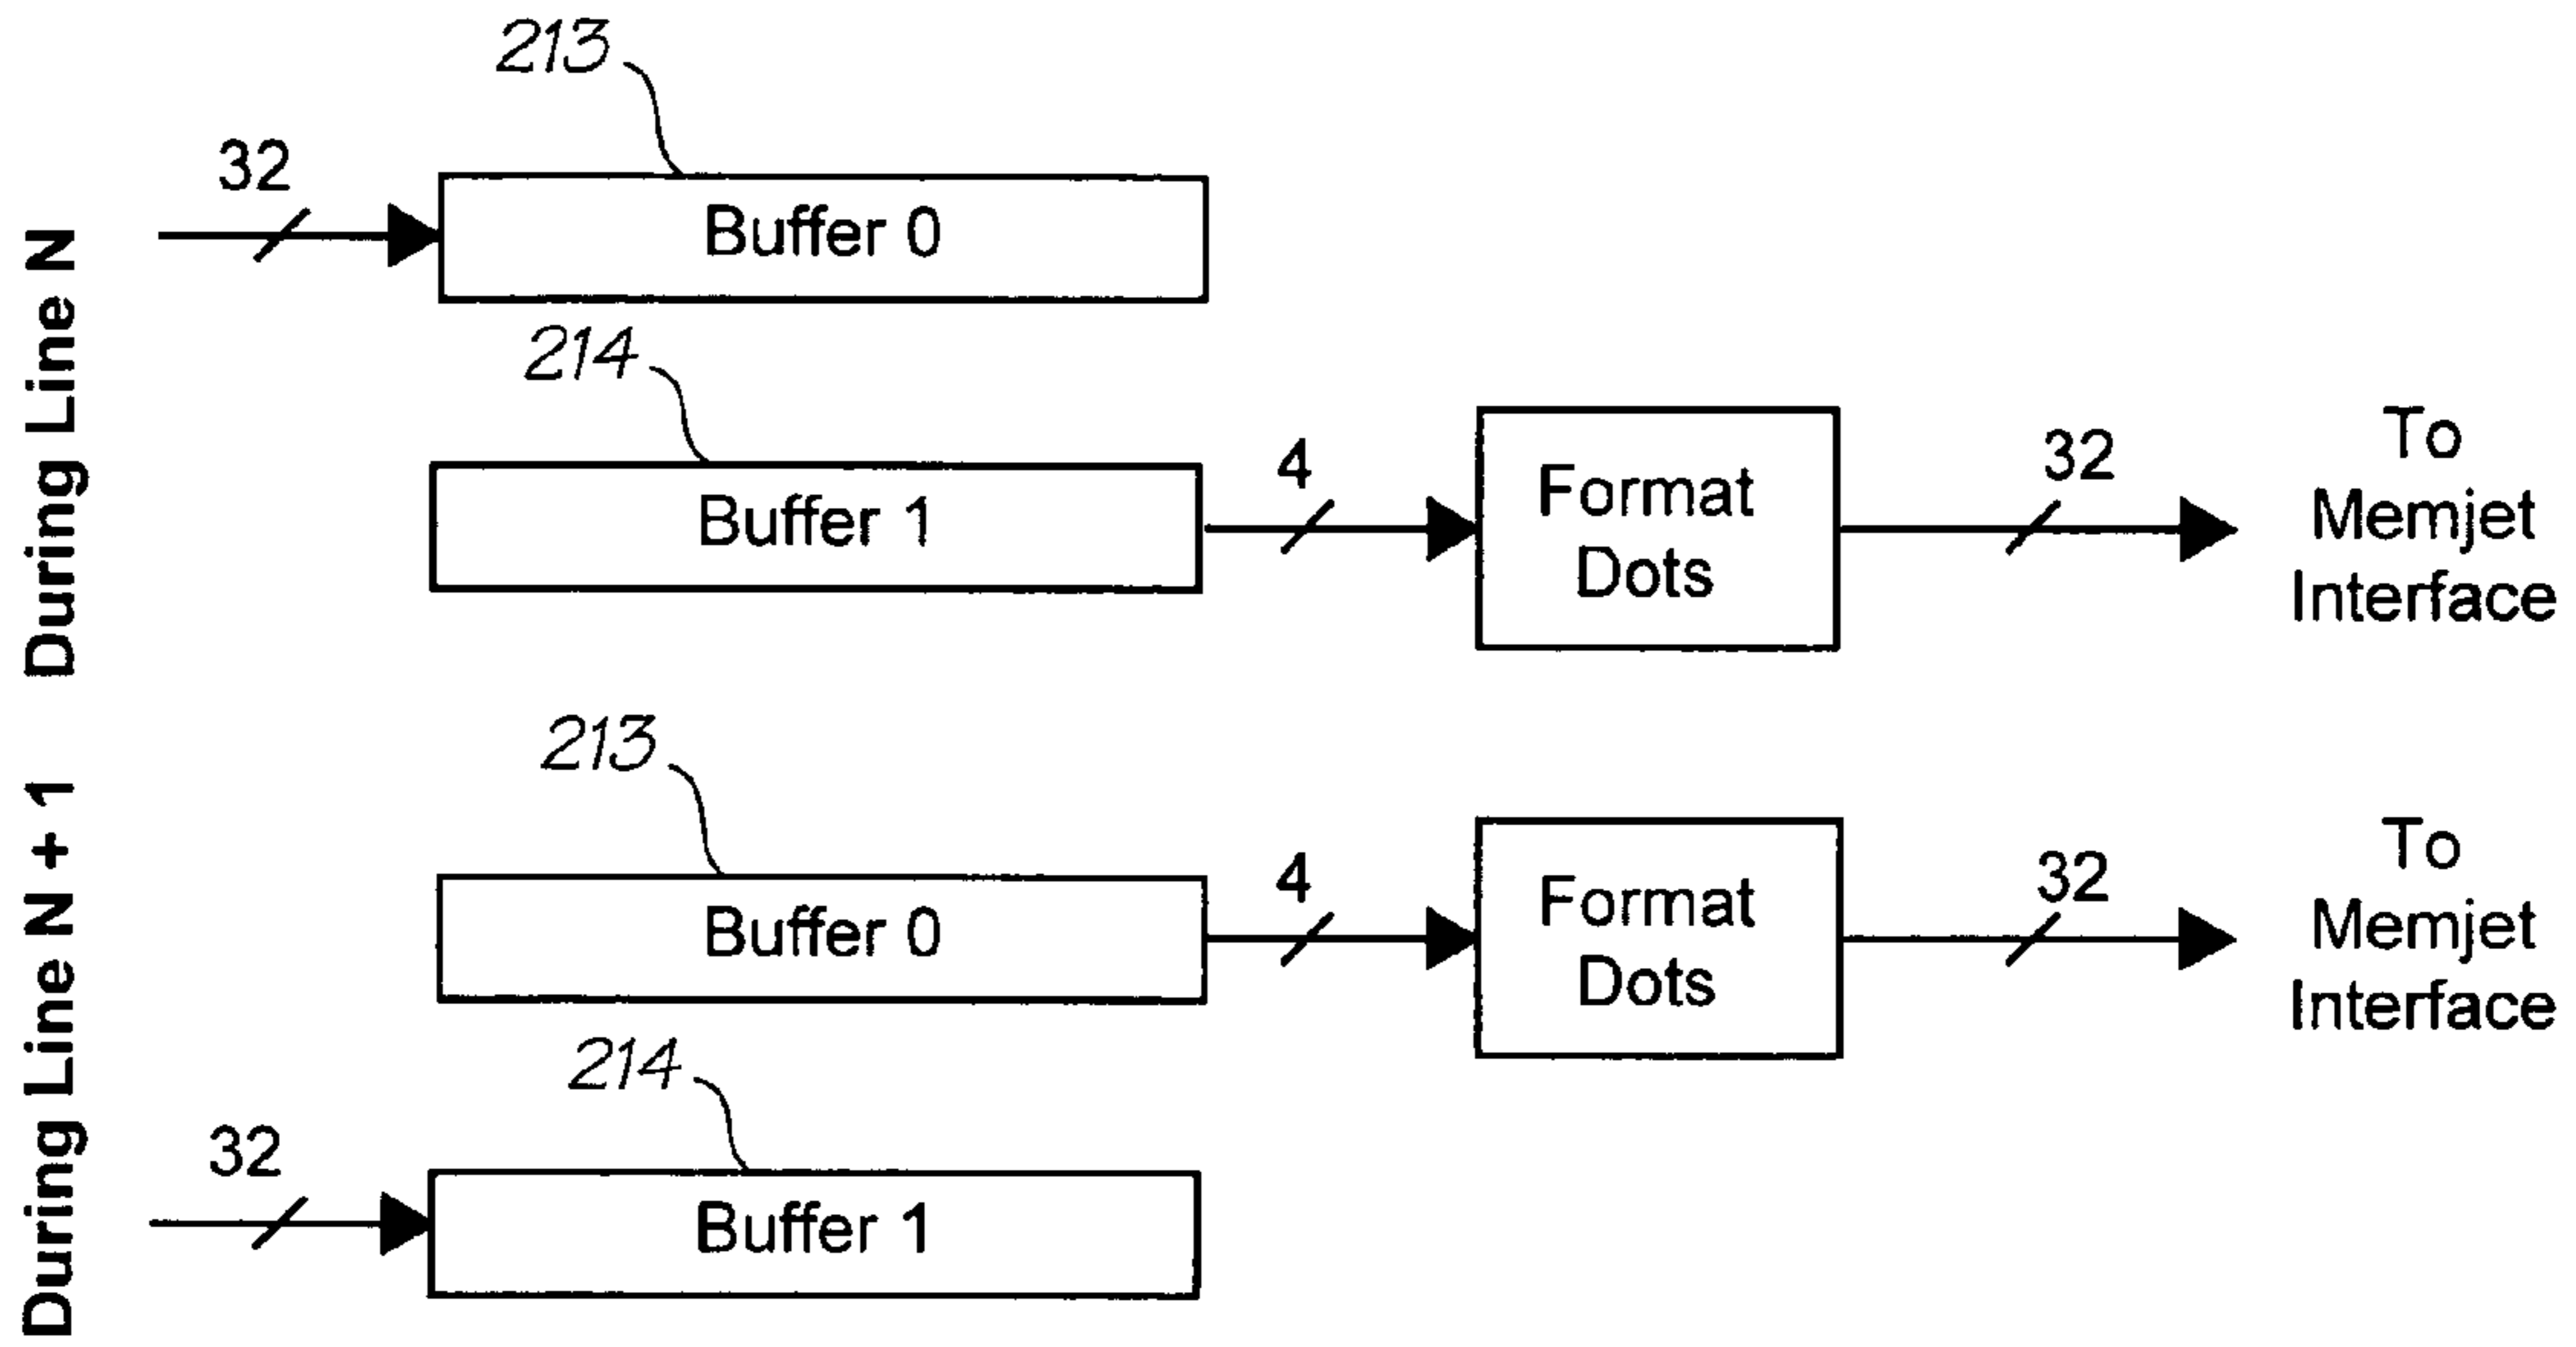 During Line N
213
32
Buffer 0
214
Buffer 1
4
Format
Dots
32
To
Memjet
Interface
During Line N + 1
213
Buffer 0
4
Format
Dots
32
To
Memjet
Interface
214
32
Buffer 1